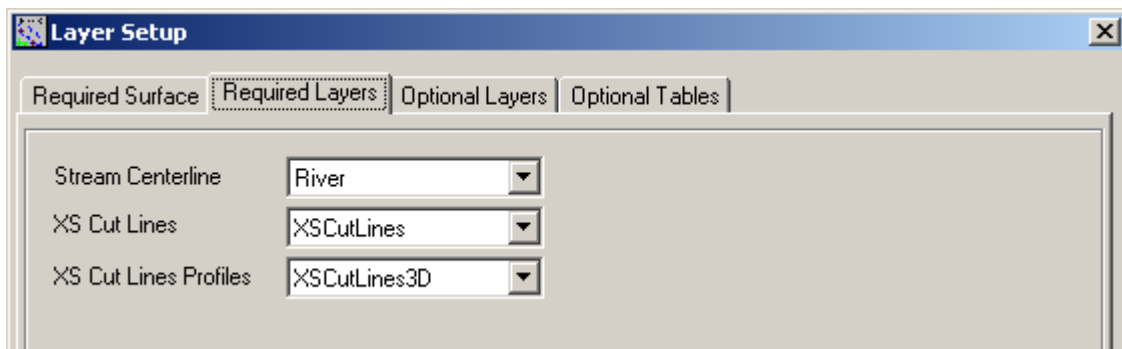 Layer Setup
Required Surface Required Layers Optional Layers Optional Tables
Stream Centerline River
XS Cut Lines XSCutLines
XS Cut Lines Profiles XSCutLines3D